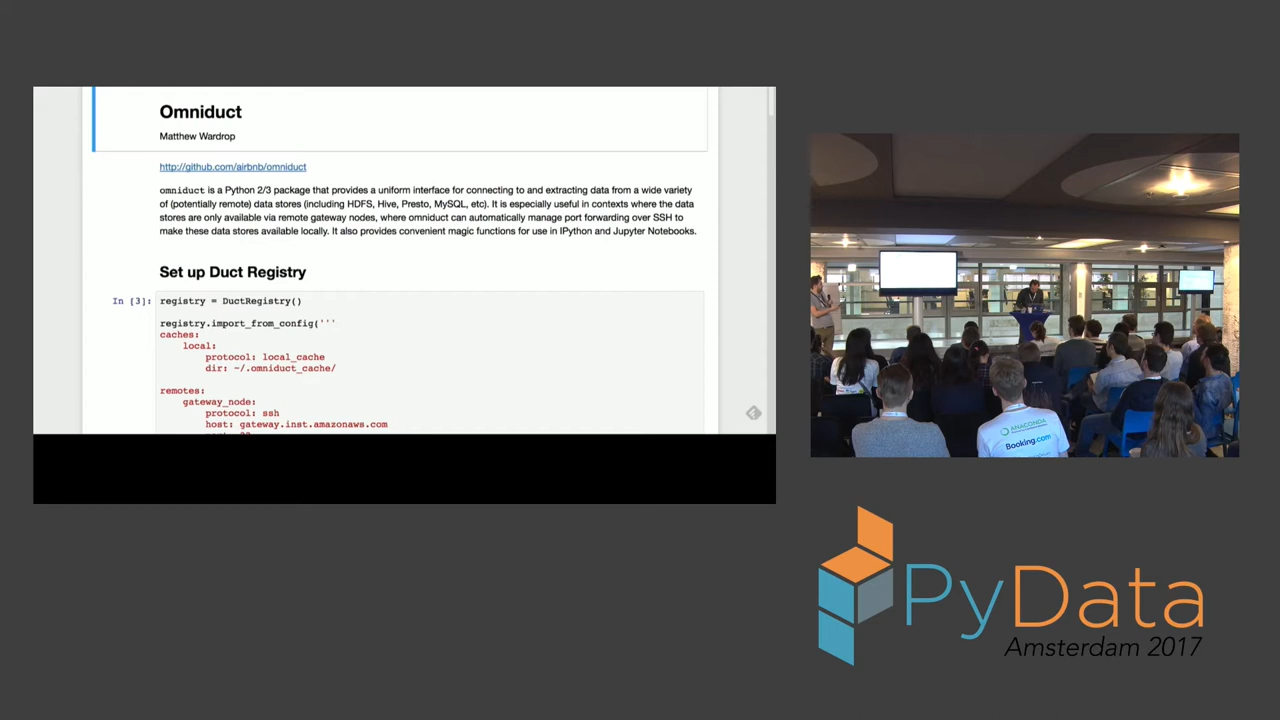 Omniduct
Matthew Wardrop
http://github.com/airbnb/omniduct
omniduct is a Python 2/3 package that provides a uniform interface for connecting to and extracting data from a wide variety
of (potentially remote) data stores (including HDFS, Hive, Presto, MySQL, etc). It is especially useful in contexts where the data
stores are only available via remote gateway nodes, where omniduct can automatically manage port forwarding over SSH to
make these data stores available locally. It also provides convenient magic functions for use in IPython and Jupyter Notebooks.
Set up Duct Registry
In [3]:
registry = DuctRegistry()
registry.import_from_config('''
caches:
local:
protocol: local_cache
dir: ~/.omniduct_cache/
remotes:
gateway_node:
protocol: ssh
host: gateway.inst.amazonaws.com
ANACONDA
Booking.com
PyData
Amsterdam 2017